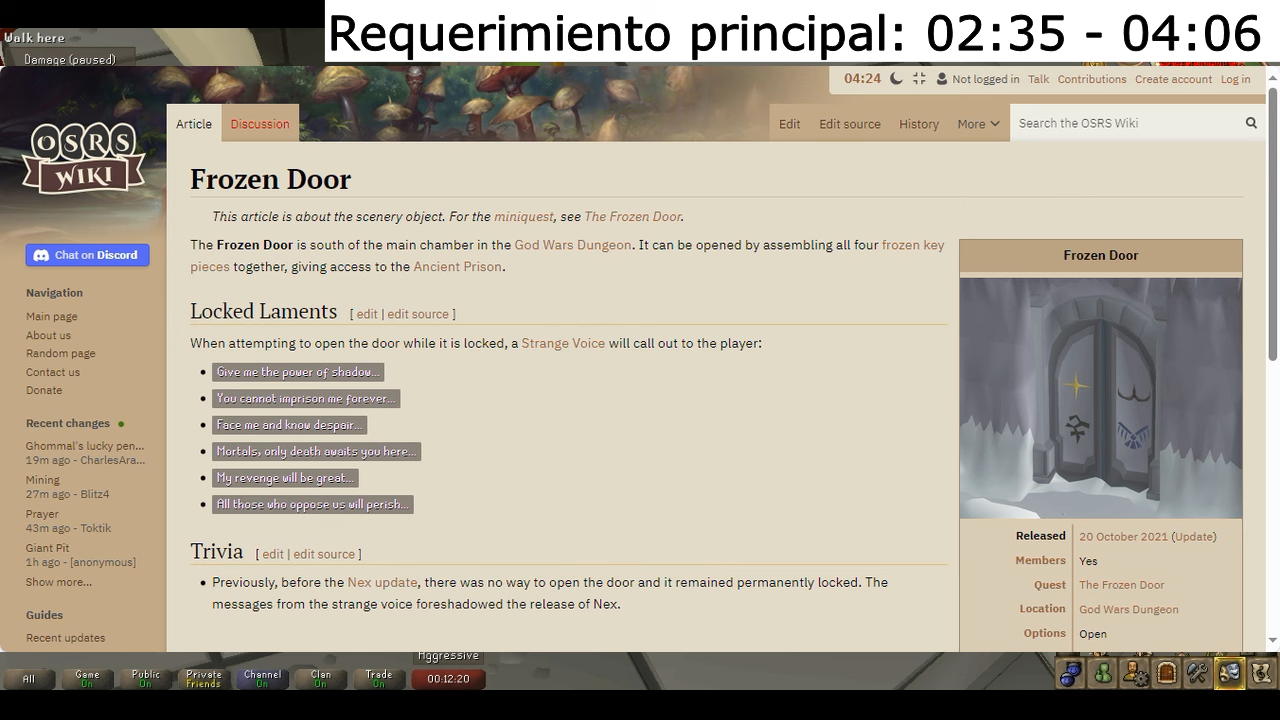 Requerimiento principal: 02:35 - 04:06
Walk here
Damage (paused)
04:24 Not logged in Talk Contributions Create account Log in
OSRS
WIKI
Article Discussion Edit Edit source History More Search the OSRS Wiki
Frozen Door
This article is about the scenery object. For the miniquest, see The Frozen Door.
The Frozen Door is south of the main chamber in the God Wars Dungeon. It can be opened by assembling all four frozen key
pieces together, giving access to the Ancient Prison.
Locked Laments [ edit | edit source ]
When attempting to open the door while it is locked, a Strange Voice will call out to the player:
Give me the power of shadow...
You cannot imprison me forever...
Face me and know despair...
Mortals, only death awaits you here...
My revenge will be great...
All those who oppose us will perish...
Trivia [ edit | edit source ]
Previously, before the Nex update, there was no way to open the door and it remained permanently locked. The
messages from the strange voice foreshadowed the release of Nex.
Frozen Door
Released 20 October 2021 (Update)
Members Yes
Quest The Frozen Door
Location God Wars Dungeon
Options Open
Chat on Discord
Navigation
Main page
About us
Random page
Contact us
Donate
Recent changes
Ghommal's lucky pen...
19m ago - CharlesAra...
Mining
27m ago - Blitz4
Prayer
43m ago - Toktik
Giant Pit
1h ago - [anonymous]
Show more...
Guides
Recent updates
Aggressive
All
Game
On
Public
On
Private
Friends
Channel
On
Clan
On
Trade
On
00:12:20